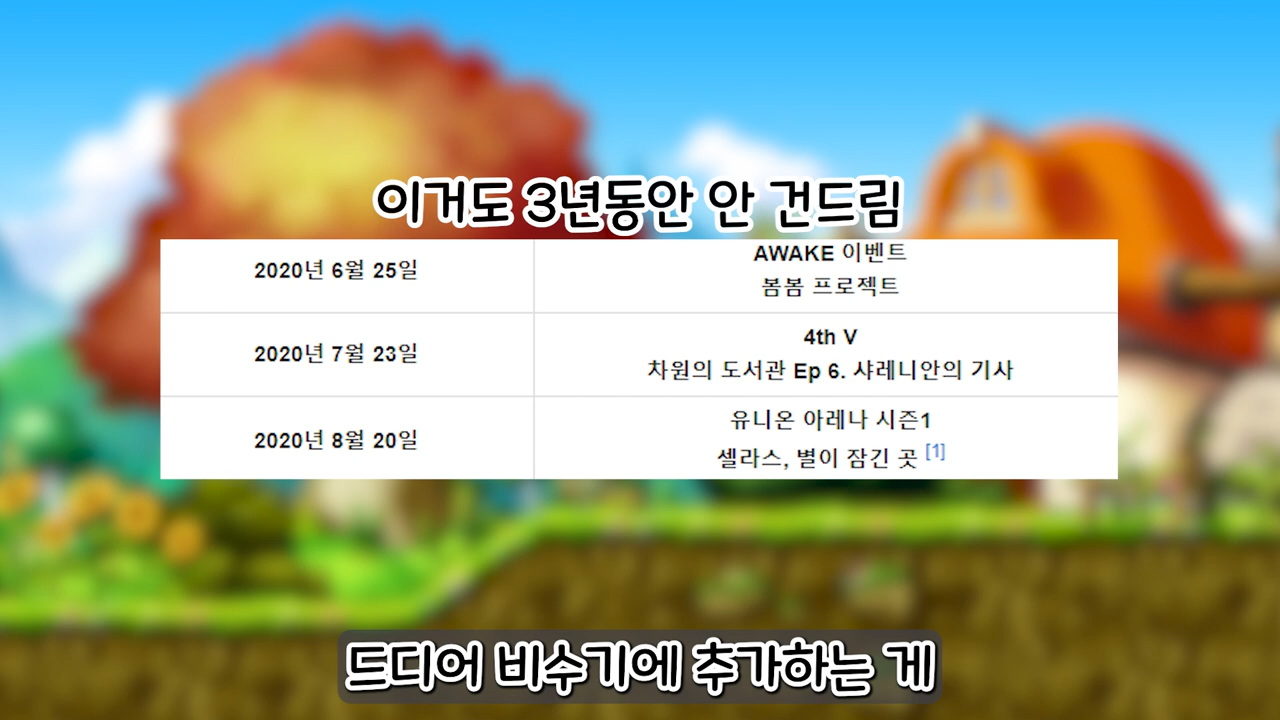 이거도 3년동안 안 건드림
2020년 6월 25일
AWAKE 이벤트
봄봄 프로젝트
2020년 7월 23일
4th V
차원의 도서관 Ep 6. 샤레니안의 기사
2020년 8월 20일
유니온 아레나 시즌1
셀라스, 별이 잠긴 곳 [1]
드디어 비수기에 추가하는 게